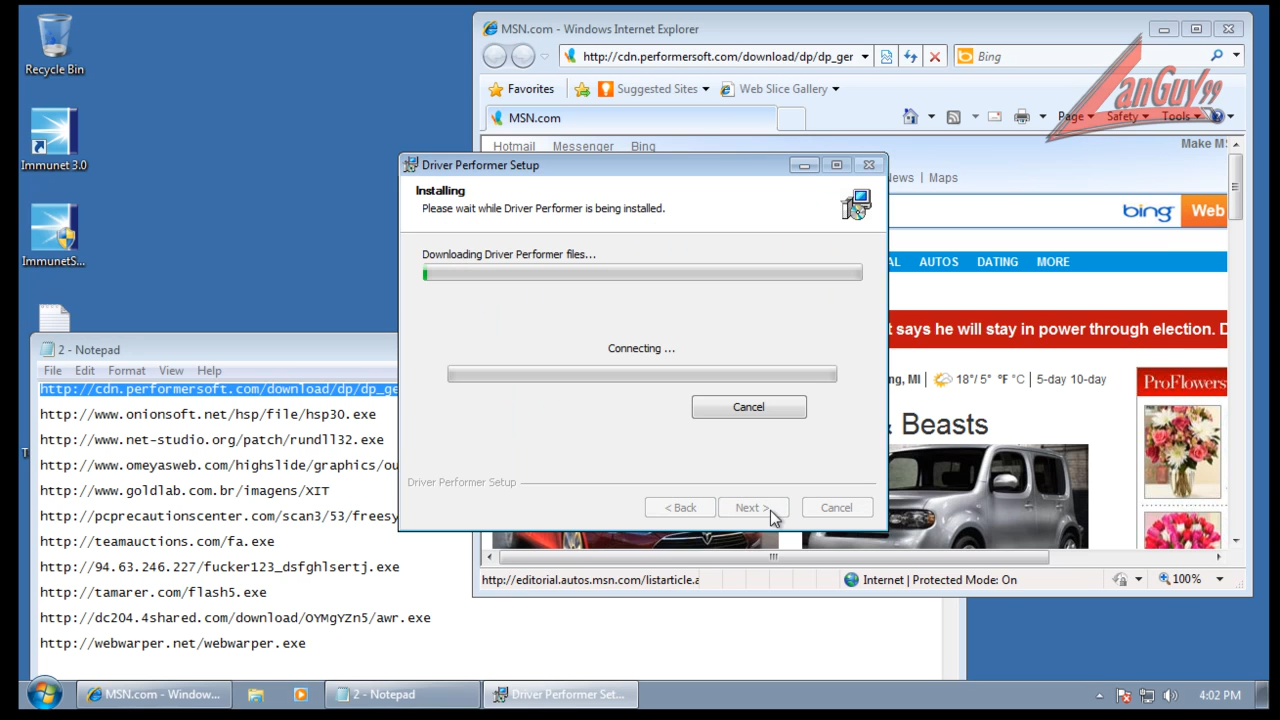 Recycle Bin
Immunet 3.0
ImmunetS...
MSN.com - Windows Internet Explorer
http://cdn.performersoft.com/download/dp/dp_ger
Bing
Favorites
Suggested Sites
Web Slice Gallery
MSN.com
Page
Safety
Tools
LanGuy99
Hotmail
Messenger
Bing
Make M
News | Maps
bing
Web
AL
AUTOS
DATING
MORE
t says he will stay in power through election. D
ng, MI
18°/ 5° °F °C | 5-day 10-day
ProFlowers
& Beasts
http://editorial.autos.msn.com/listarticle.a
Internet | Protected Mode: On
100%
Driver Performer Setup
Installing
Please wait while Driver Performer is being installed.
Downloading Driver Performer files...
Connecting ...
Cancel
Driver Performer Setup
< Back
Next >
Cancel
2 - Notepad
File
Edit
Format
View
Help
http://cdn.performersoft.com/download/dp/dp_ge
http://www.onionsoft.net/hsp/file/hsp30.exe
http://www.net-studio.org/patch/rundll32.exe
http://www.omeyasweb.com/highslide/graphics/ou
http://www.goldlab.com.br/imagens/XIT
http://pcprecautionscenter.com/scan3/53/freesy
http://teamauctions.com/fa.exe
http://94.63.246.227/fucker123_dsfghlsertj.exe
http://tamarer.com/flash5.exe
http://dc204.4shared.com/download/OYMgYZn5/awr.exe
http://webwarper.net/webwarper.exe
MSN.com - Window...
2 - Notepad
Driver Performer Set...
4:02 PM